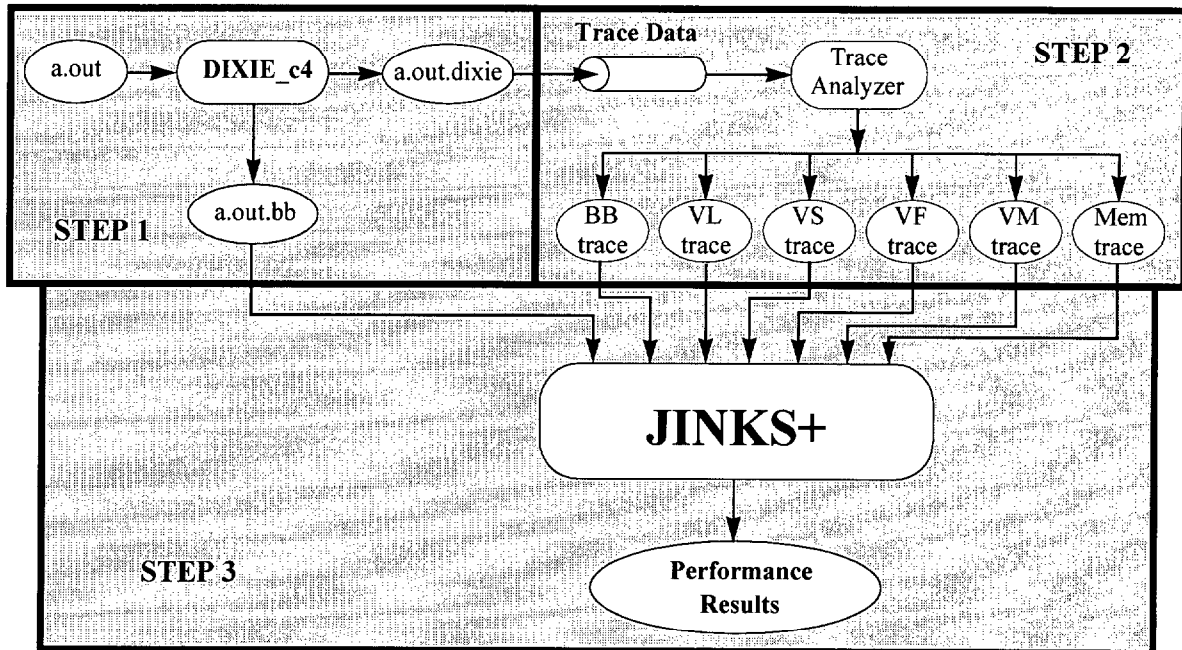 Trace Data
STEP 2
a.out
DIXIE_c4
a.out.dixie
Trace
Analyzer
a.out.bb
STEP 1
BB
trace
VL
trace
VS
trace
VF
trace
VM
trace
Mem
trace
JINKS+
STEP 3
Performance
Results